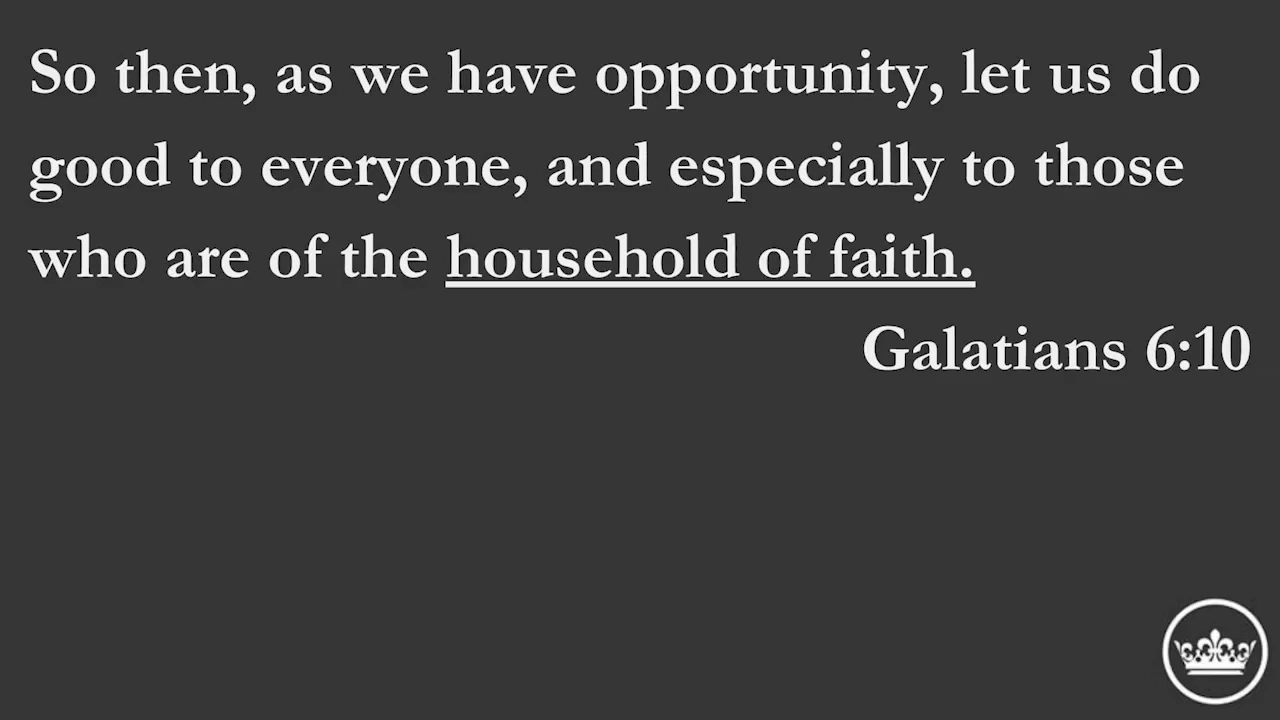 So then, as we have opportunity, let us do
good to everyone, and especially to those
who are of the household of faith.
Galatians 6:10